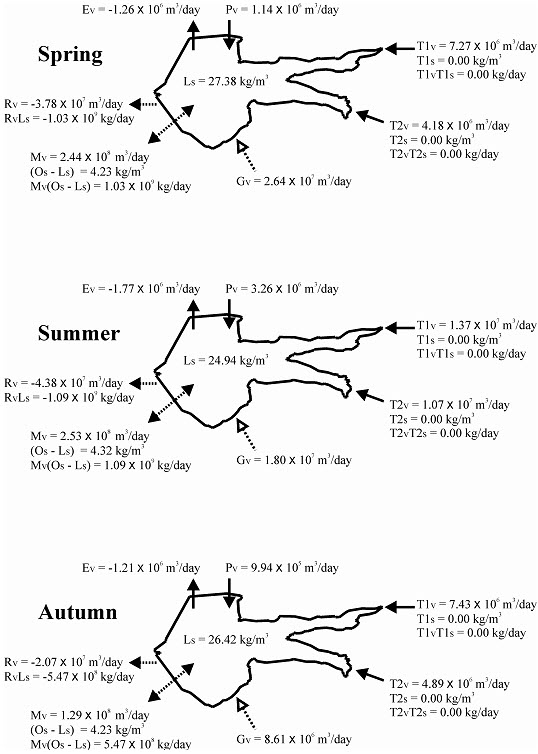 Ev = -1.26 x 10⁶ m³/day
Pv = 1.14 x 10⁶ m³/day
Spring
T1v = 7.27 x 10⁶ m³/day
T1s = 0.00 kg/m³
T1vT1s = 0.00 kg/day
Ls = 27.38 kg/m³
Rv = -3.78 x 10⁷ m³/day
RvLs = -1.03 x 10⁹ kg/day
T2v = 4.18 x 10⁶ m³/day
T2s = 0.00 kg/m³
T2vT2s = 0.00 kg/day
Mv = 2.44 x 10⁸ m³/day
(Os - Ls) = 4.23 kg/m³
Mv(Os - Ls) = 1.03 x 10⁹ kg/day
Gv = 2.64 x 10⁷ m³/day
Ev = -1.77 x 10⁶ m³/day
Pv = 3.26 x 10⁶ m³/day
Summer
T1v = 1.37 x 10⁷ m³/day
T1s = 0.00 kg/m³
T1vT1s = 0.00 kg/day
Ls = 24.94 kg/m³
Rv = -4.38 x 10⁷ m³/day
RvLs = -1.09 x 10⁹ kg/day
T2v = 1.07 x 10⁷ m³/day
T2s = 0.00 kg/m³
T2vT2s = 0.00 kg/day
Mv = 2.53 x 10⁸ m³/day
(Os - Ls) = 4.32 kg/m³
Mv(Os - Ls) = 1.09 x 10⁹ kg/day
Gv = 1.80 x 10⁷ m³/day
Ev = -1.21 x 10⁶ m³/day
Pv = 9.94 x 10⁵ m³/day
Autumn
T1v = 7.43 x 10⁶ m³/day
T1s = 0.00 kg/m³
T1vT1s = 0.00 kg/day
Ls = 26.42 kg/m³
Rv = -2.07 x 10⁷ m³/day
RvLs = -5.47 x 10⁸ kg/day
T2v = 4.89 x 10⁶ m³/day
T2s = 0.00 kg/m³
T2vT2s = 0.00 kg/day
Mv = 1.29 x 10⁸ m³/day
(Os - Ls) = 4.23 kg/m³
Mv(Os - Ls) = 5.47 x 10⁸ kg/day
Gv = 8.61 x 10⁶ m³/day